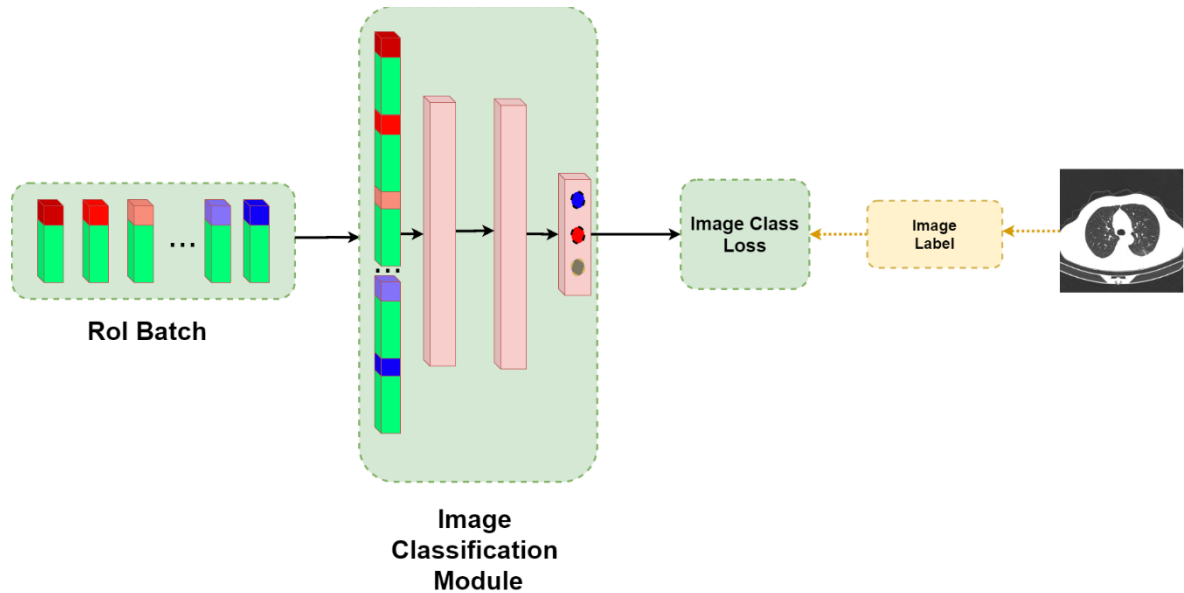 RoI Batch
...
...
Image
Classification
Module
Image Class
Loss
Image
Label